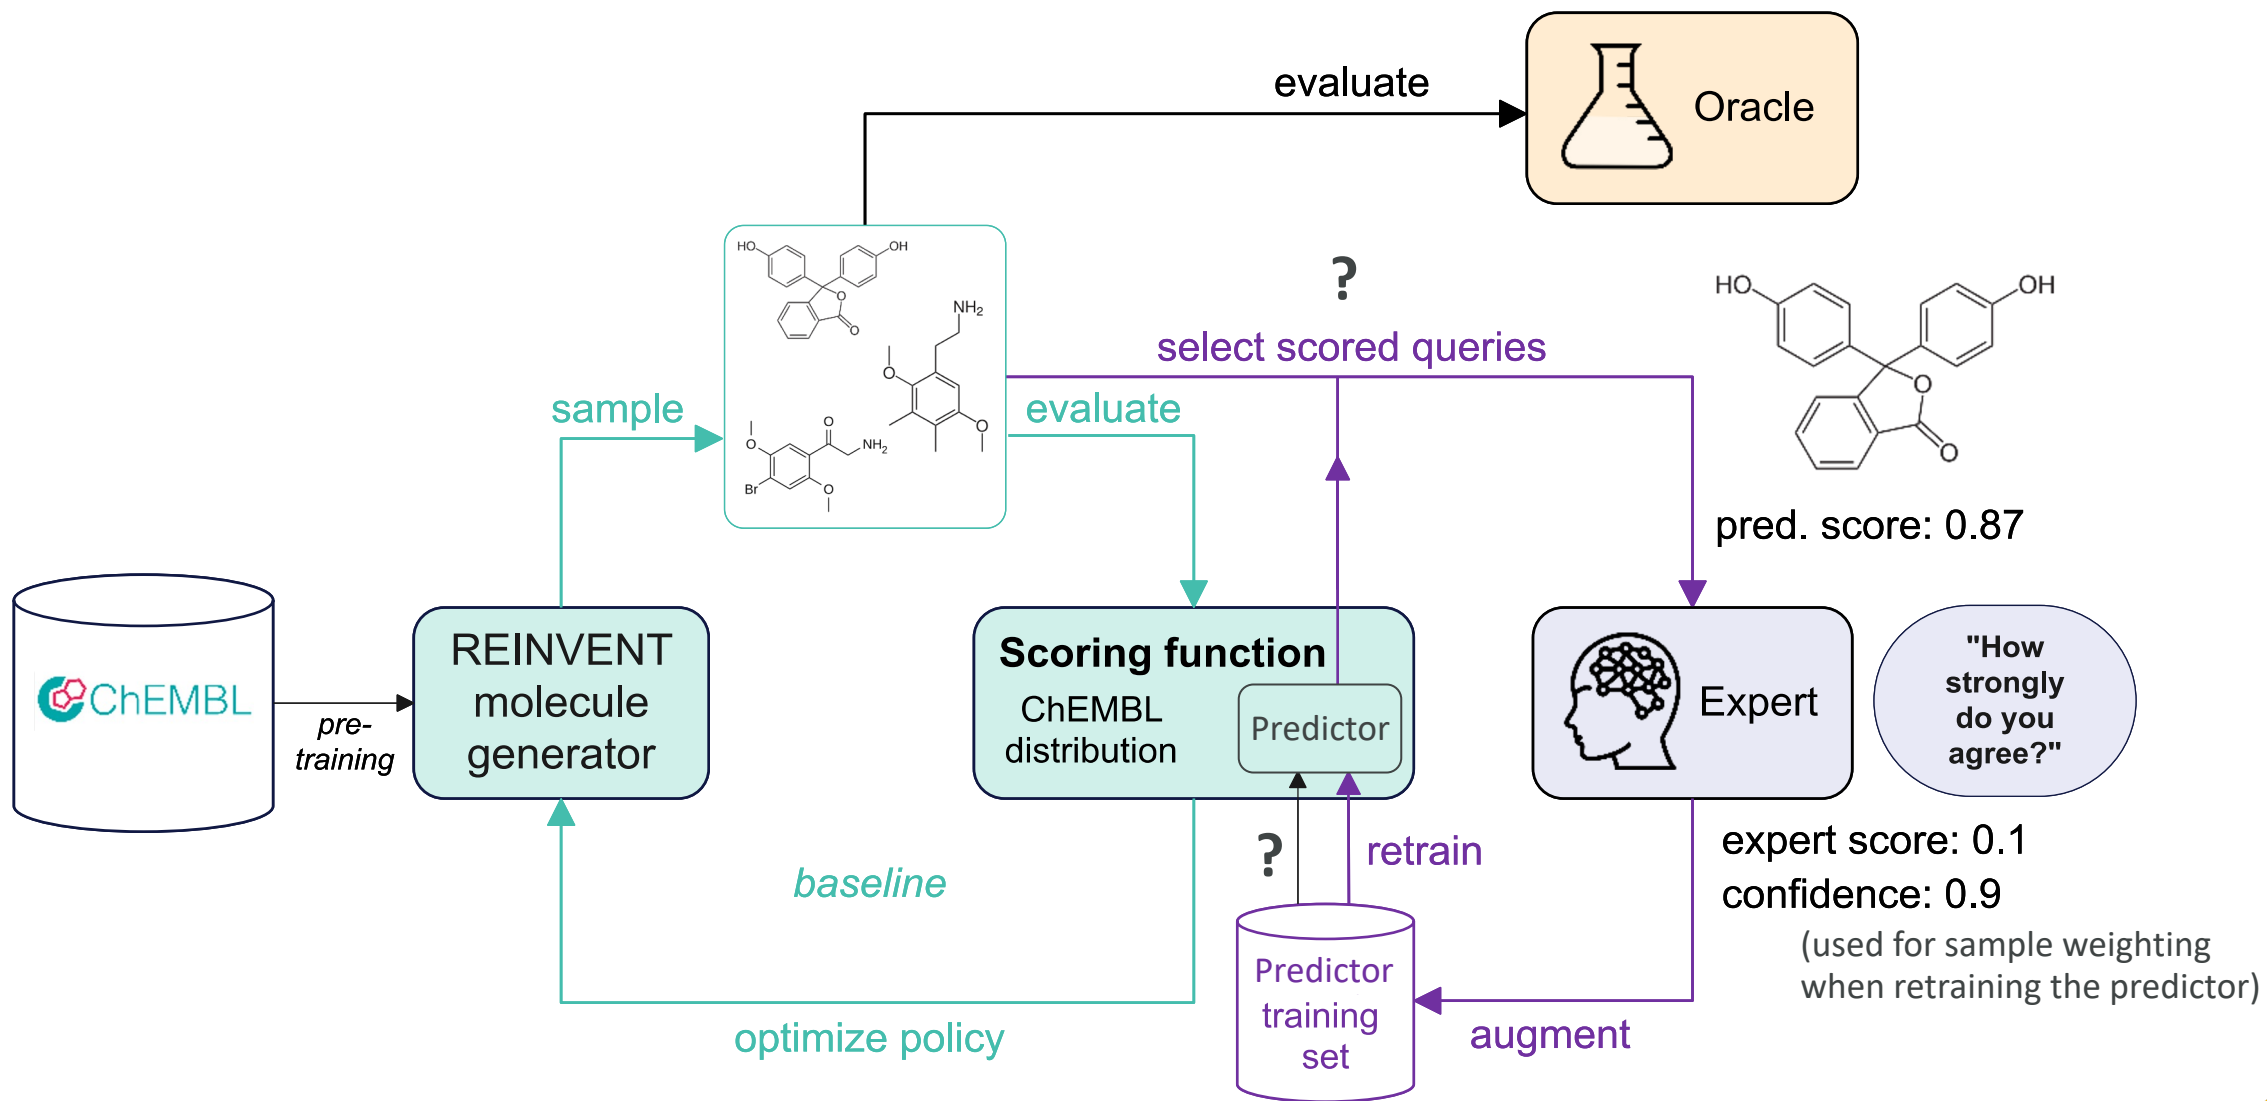 evaluate
Oracle
HO
OH
O
O
NH2
O
O
O
NH2
O
Br
O
?
select scored queries
sample
evaluate
HO
OH
O
O
pred. score: 0.87
ChEMBL
pre-
training
REINVENT
molecule
generator
Scoring function
ChEMBL
distribution
Predictor
Expert
"How
strongly
do you
agree?"
?
retrain
baseline
expert score: 0.1
confidence: 0.9
(used for sample weighting
when retraining the predictor)
Predictor
training
set
augment
optimize policy